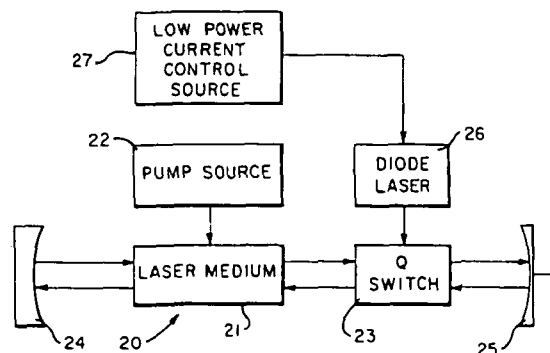 LOW POWER
CURRENT
CONTROL
SOURCE
27
22
PUMP SOURCE
26
DIODE
LASER
LASER MEDIUM
Q
SWITCH
24
20
21
23
25